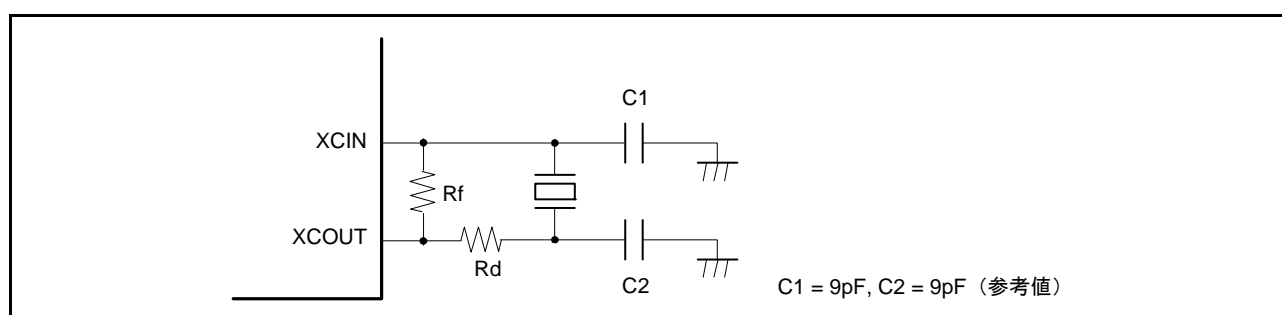 C1
XCIN
Rf
XCOUT
Rd
C2
C1 = 9pF, C2 = 9pF（参考値）